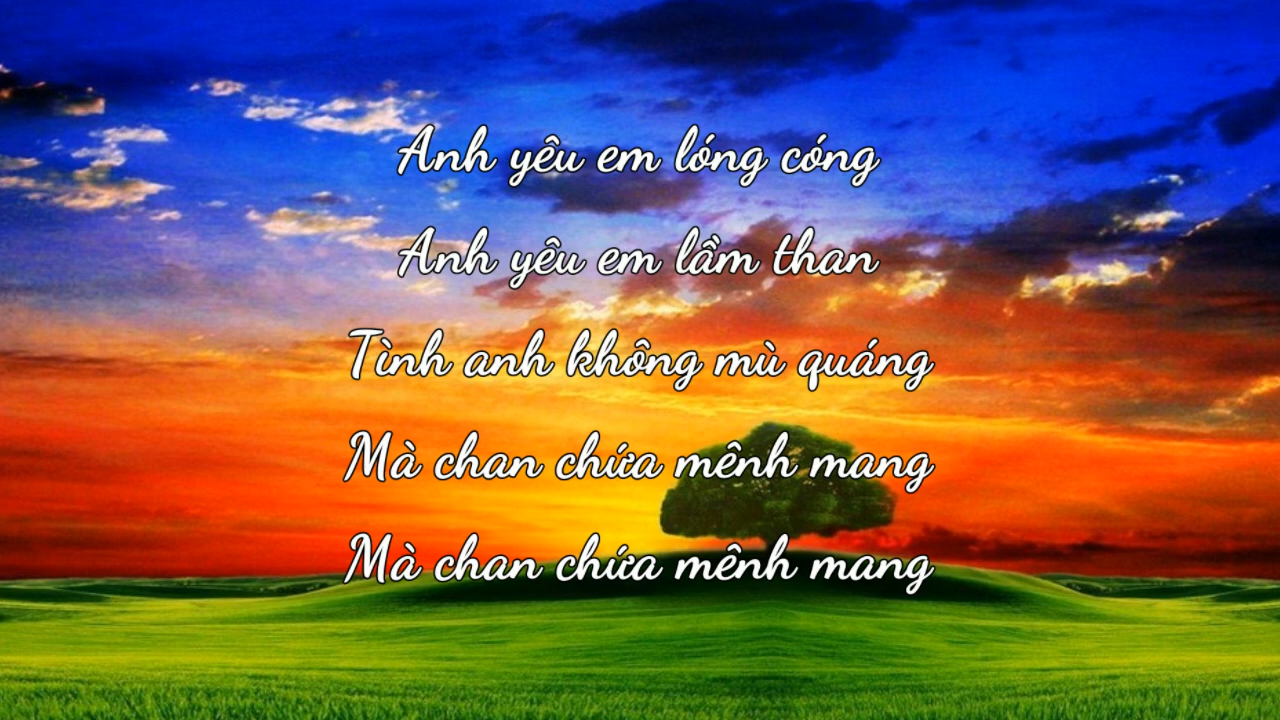 Anh yêu em lóng cóng
Anh yêu em lầm than
Tình anh không mù quáng
Mà chan chứa mênh mang
Mà chan chứa mênh mang